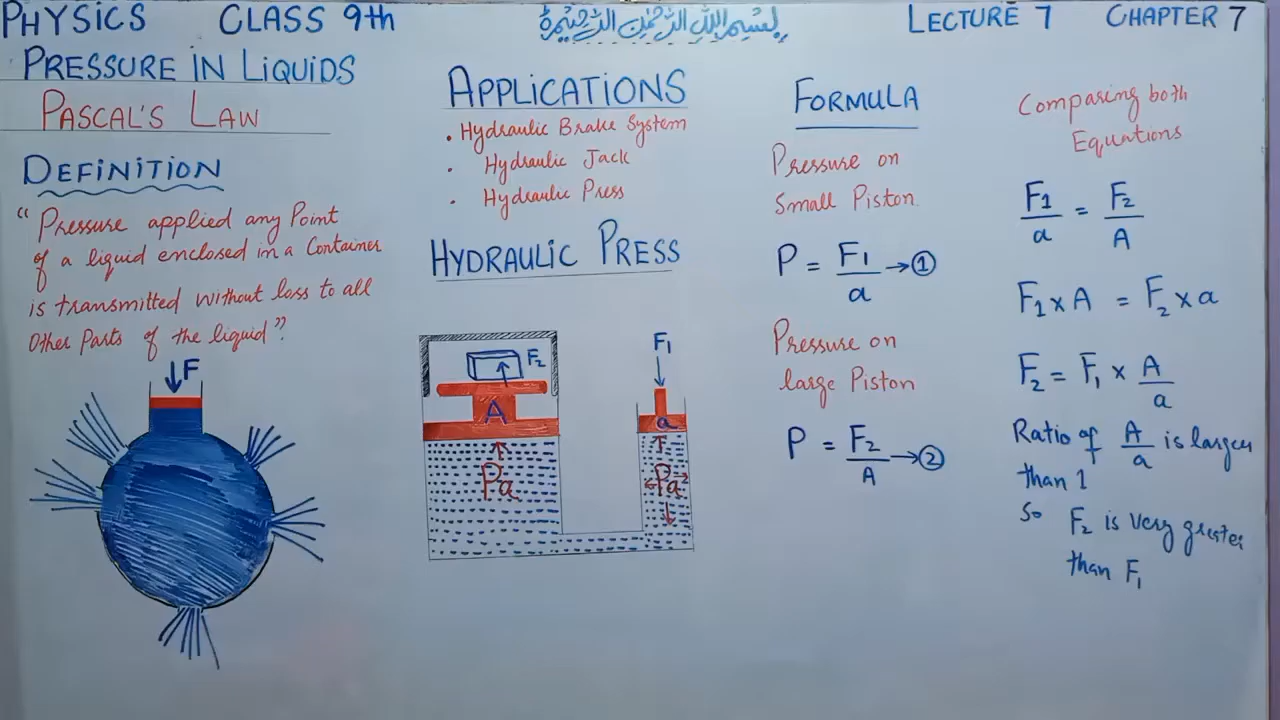 PHYSICS CLASS 9th
بِسْمِ اللهِ الرَّحْمٰنِ الرَّحِيْمِ
LECTURE 7 CHAPTER 7
PRESSURE IN LIQUIDS
PASCAL'S LAW
DEFINITION
"Pressure applied any Point
of a liquid enclosed in a Container
is transmitted without loss to all
Other Parts of the liquid"
F
APPLICATIONS
. Hydraulic Brake System
. Hydraulic Jack
. Hydraulic Press
HYDRAULIC PRESS
F₂
F₁
A
a
Pa
Pa
FORMULA
Pressure on
Small Piston
P = F₁/a → ①
Pressure on
large Piston
P = F₂/A → ②
Comparing both
Equations
F₁/a = F₂/A
F₁ x A = F₂ x a
F₂ = F₁ x A/a
Ratio of A/a is larger
than 1
So F₂ is very greater
than F₁